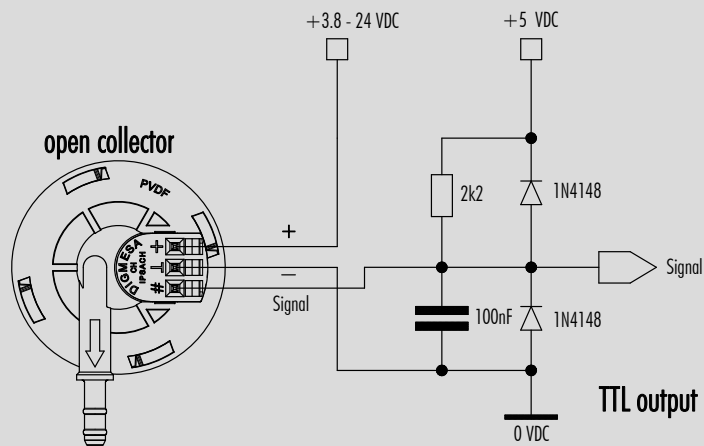 +3.8 - 24 VDC
+5 VDC
open collector
PVDF
DIGMESA
CH
IPSACH
+
⊥
#
+
–
Signal
2k2
1N4148
Signal
100nF
1N4148
TTL output
0 VDC